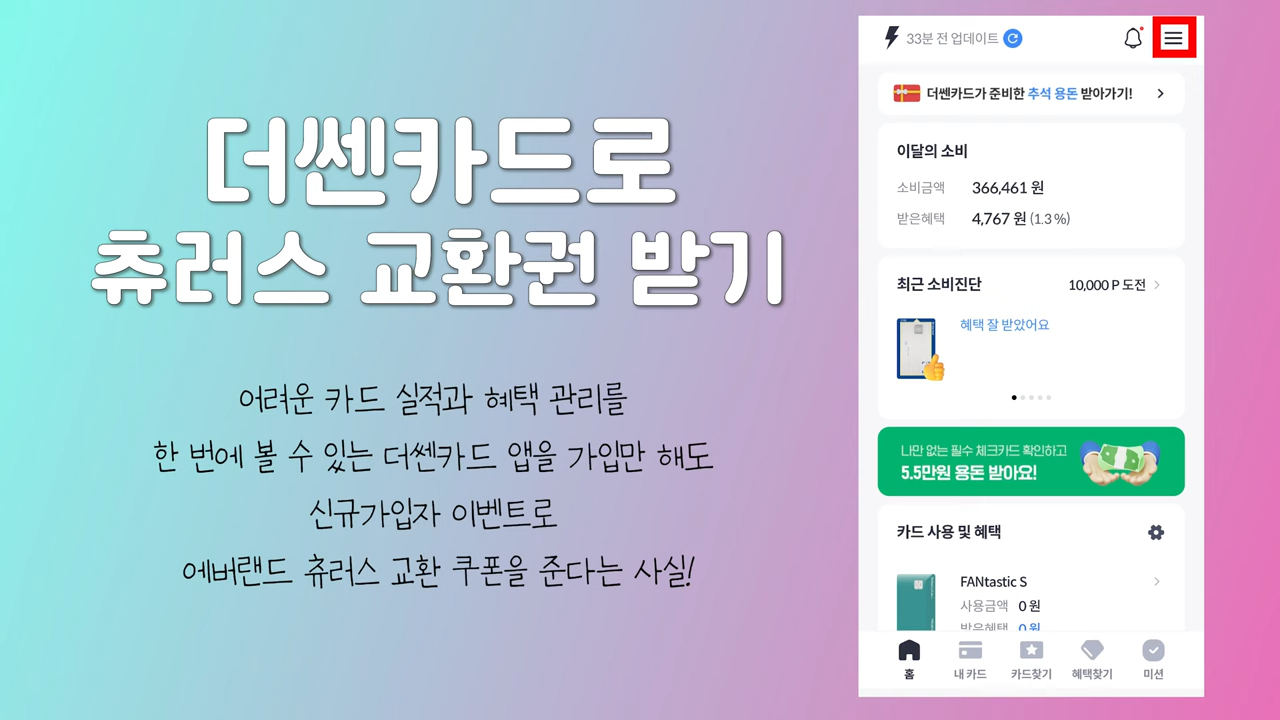 더쎈카드로
츄러스 교환권 받기
어려운 카드 실적과 혜택 관리를
한 번에 볼 수 있는 더쎈카드 앱을 가입만 해도
신규가입자 이벤트로
에버랜드 츄러스 교환 쿠폰을 준다는 사실!
33분 전 업데이트
더쎈카드가 준비한 추석 용돈 받아가기!
이달의 소비
소비금액 366,461 원
받은혜택 4,767 원 (1.3 %)
최근 소비진단 10,000 P 도전
혜택 잘 받았어요
나만 없는 필수 체크카드 확인하고
5.5만원 용돈 받아요!
카드 사용 및 혜택
FANtastic S
사용금액 0 원
받은혜택 0 원
홈 내 카드 카드찾기 혜택찾기 미션